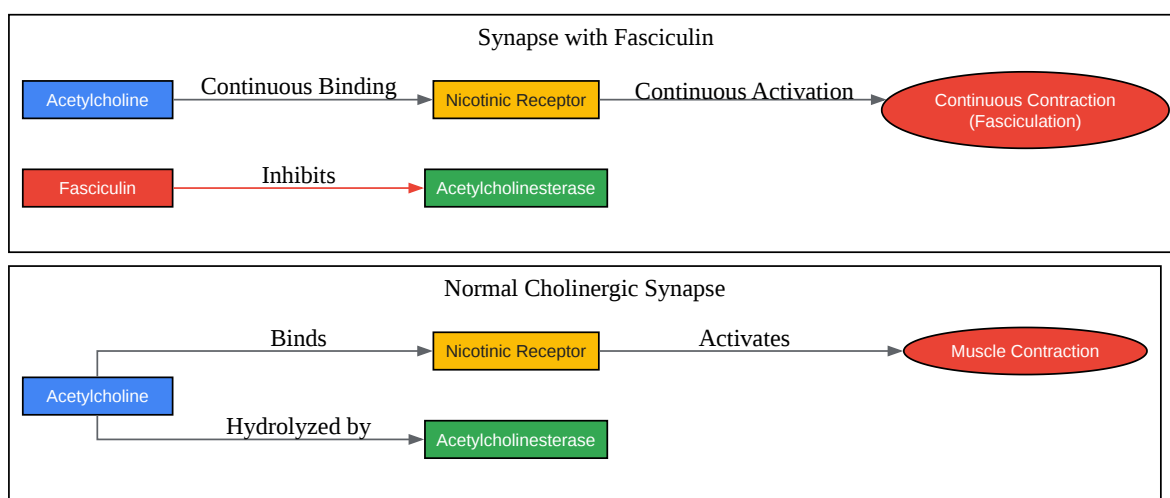 Synapse with Fasciculin
Acetylcholine
Continuous Binding
Nicotinic Receptor
Continuous Activation
Continuous Contraction
(Fasciculation)
Fasciculin
Inhibits
Acetylcholinesterase
Normal Cholinergic Synapse
Binds
Nicotinic Receptor
Activates
Muscle Contraction
Acetylcholine
Hydrolyzed by
Acetylcholinesterase